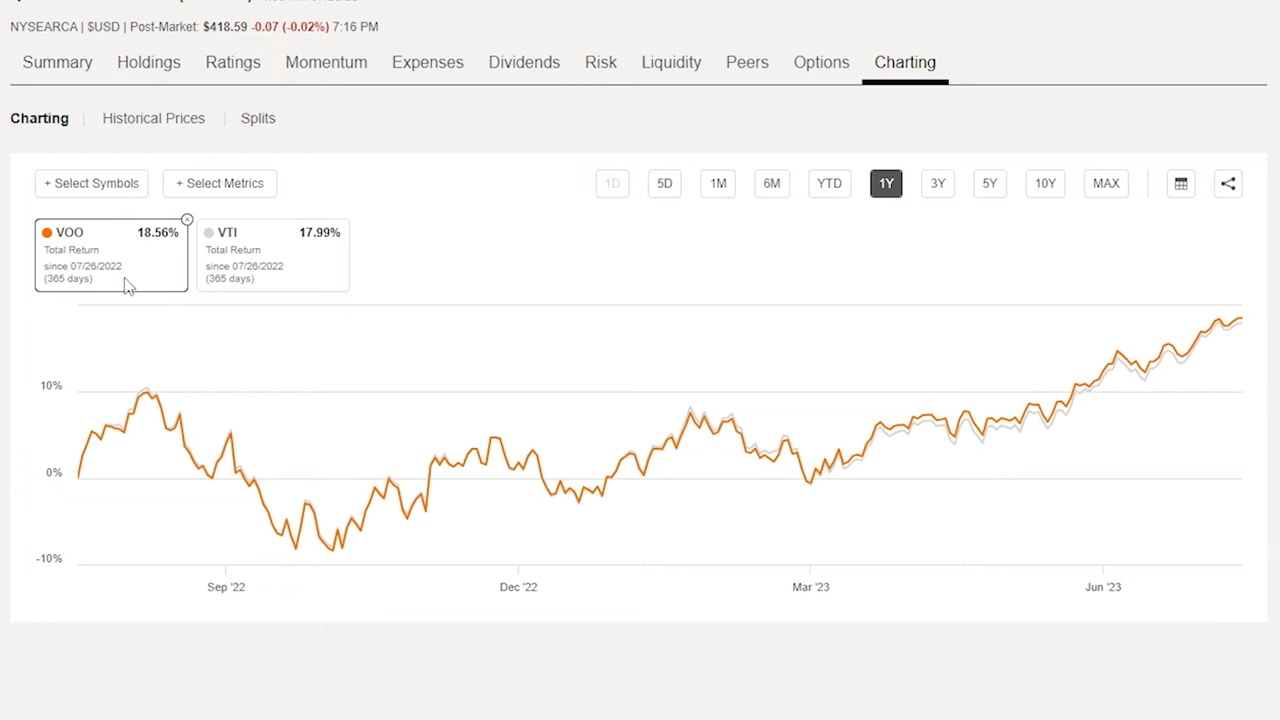 NYSEARCA | $USD | Post-Market: $418.59 -0.07 (-0.02%) 7:16 PM
Summary Holdings Ratings Momentum Expenses Dividends Risk Liquidity Peers Options Charting
Charting | Historical Prices | Splits
+ Select Symbols + Select Metrics 1D 5D 1M 6M YTD 1Y 3Y 5Y 10Y MAX
VOO 18.56% VTI 17.99%
Total Return Total Return
since 07/26/2022 since 07/26/2022
(365 days) (365 days)
10%
0%
-10%
Sep '22 Dec '22 Mar '23 Jun '23